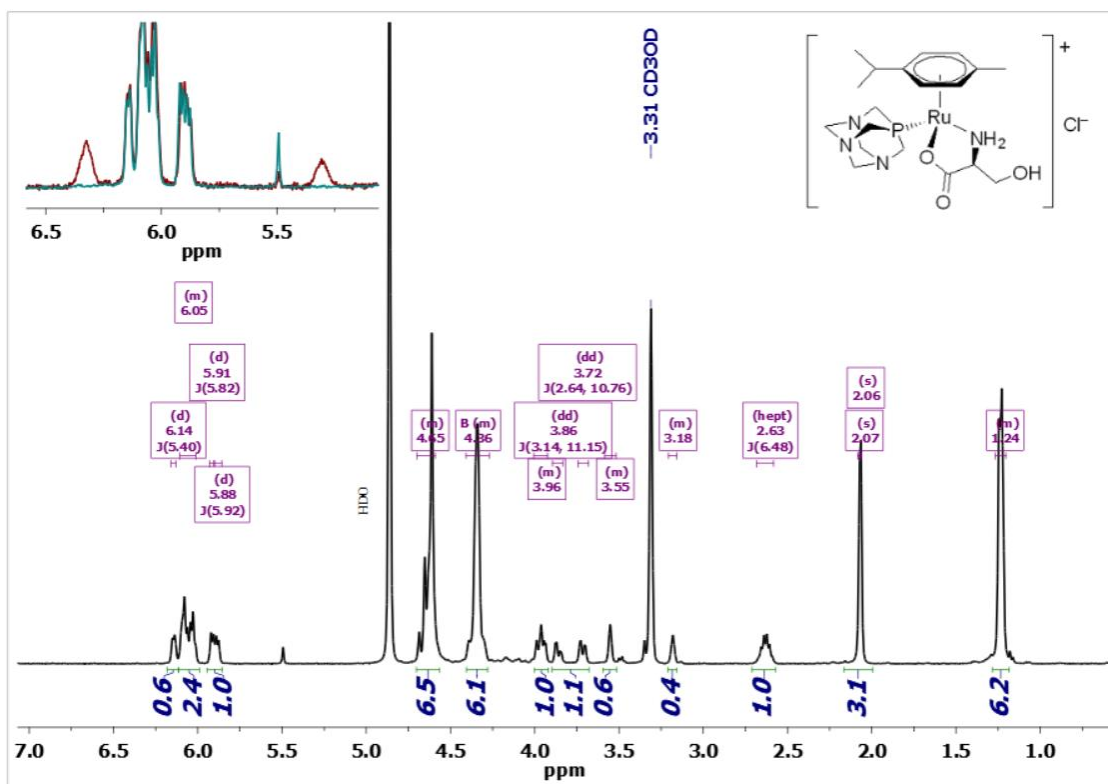 6.5 6.0 5.5
ppm
3.31 CD3OD
+
P
N
N
N
Ru
NH2
O
O
OH
Cl–
(m)
6.05
(d)
5.91
J(5.82)
(d)
6.14
J(5.40)
(d)
5.88
J(5.92)
HDO
(m)
4.65
B (m)
4.36
(dd)
3.72
J(2.64, 10.76)
(dd)
3.86
J(3.14, 11.15)
(m)
3.96
(m)
3.55
(m)
3.18
(hept)
2.63
J(6.48)
(s)
2.06
(s)
2.07
(m)
1.24
0.6 2.4 1.0 6.5 6.1 1.0 1.1 0.6 0.4 1.0 3.1 6.2
7.0 6.5 6.0 5.5 5.0 4.5 4.0 3.5 3.0 2.5 2.0 1.5 1.0
ppm